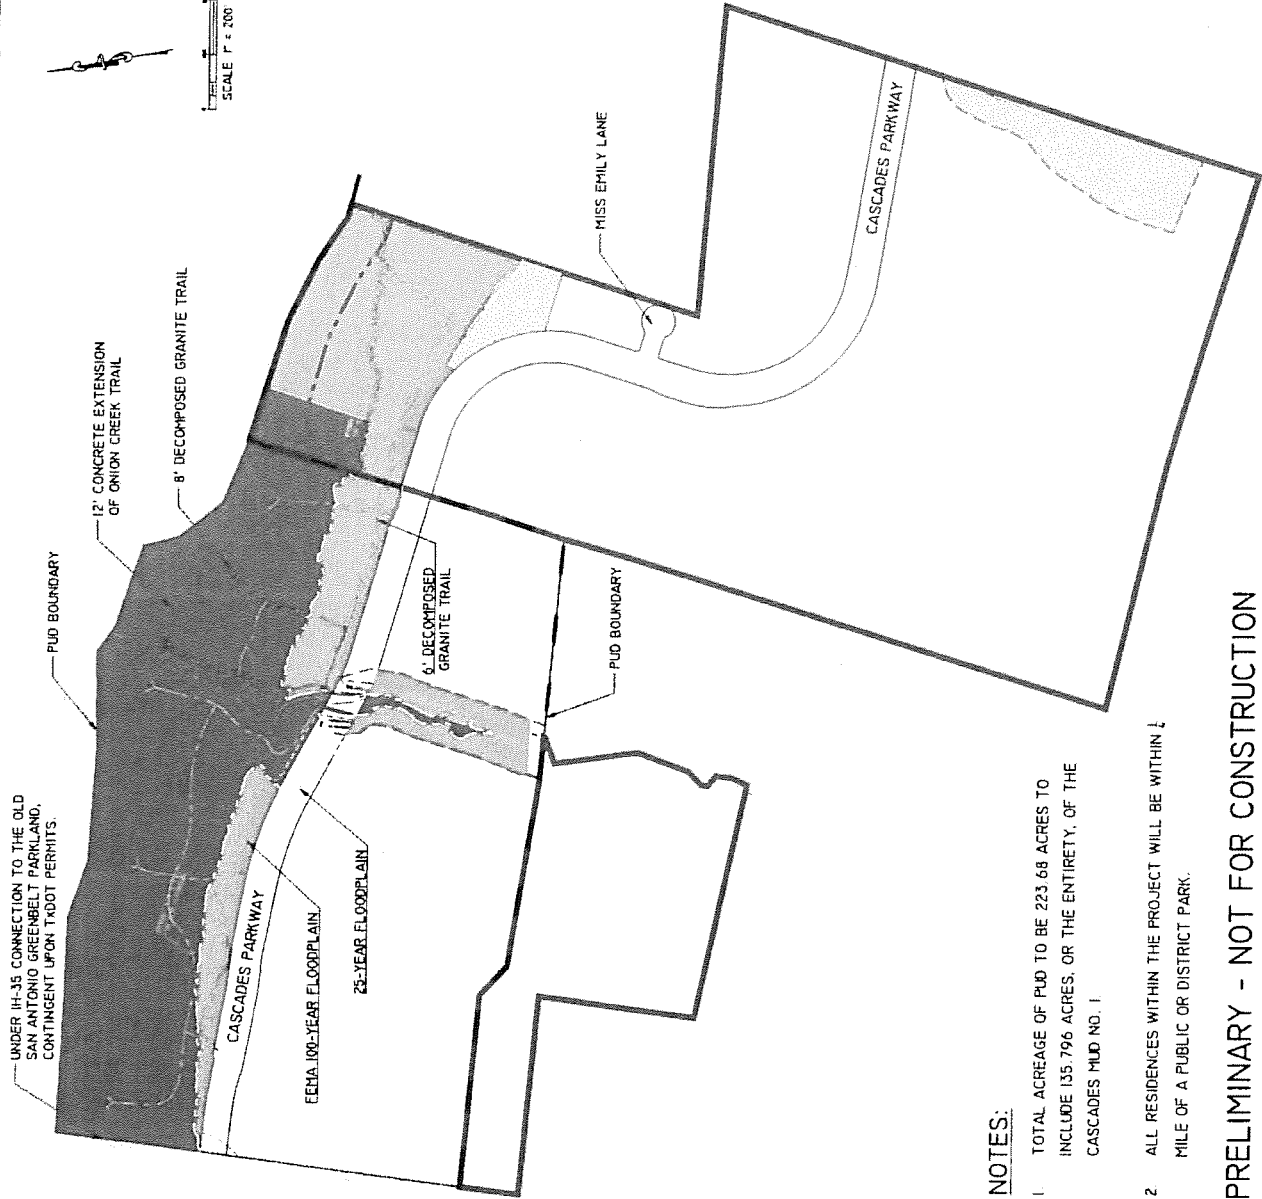 SCALE 1" = 200'
UNDER IH-35 CONNECTION TO THE OLD
SAN ANTONIO GREENBELT PARKLAND,
CONTINGENT UPON TXDOT PERMITS.
PUD BOUNDARY
12' CONCRETE EXTENSION
OF ONION CREEK TRAIL
8' DECOMPOSED GRANITE TRAIL
MISS EMILY LANE
CASCADES PARKWAY
CASCADES PARKWAY
FEMA 100-YEAR FLOODPLAIN
25-YEAR FLOODPLAIN
6' DECOMPOSED
GRANITE TRAIL
PUD BOUNDARY
NOTES:
1. TOTAL ACREAGE OF PUD TO BE 223.68 ACRES TO
INCLUDE 135.796 ACRES, OR THE ENTIRETY, OF THE
CASCADES MUD NO. 1.
2 ALL RESIDENCES WITHIN THE PROJECT WILL BE WITHIN
MILE OF A PUBLIC OR DISTRICT PARK.
PRELIMINARY - NOT FOR CONSTRUCTION